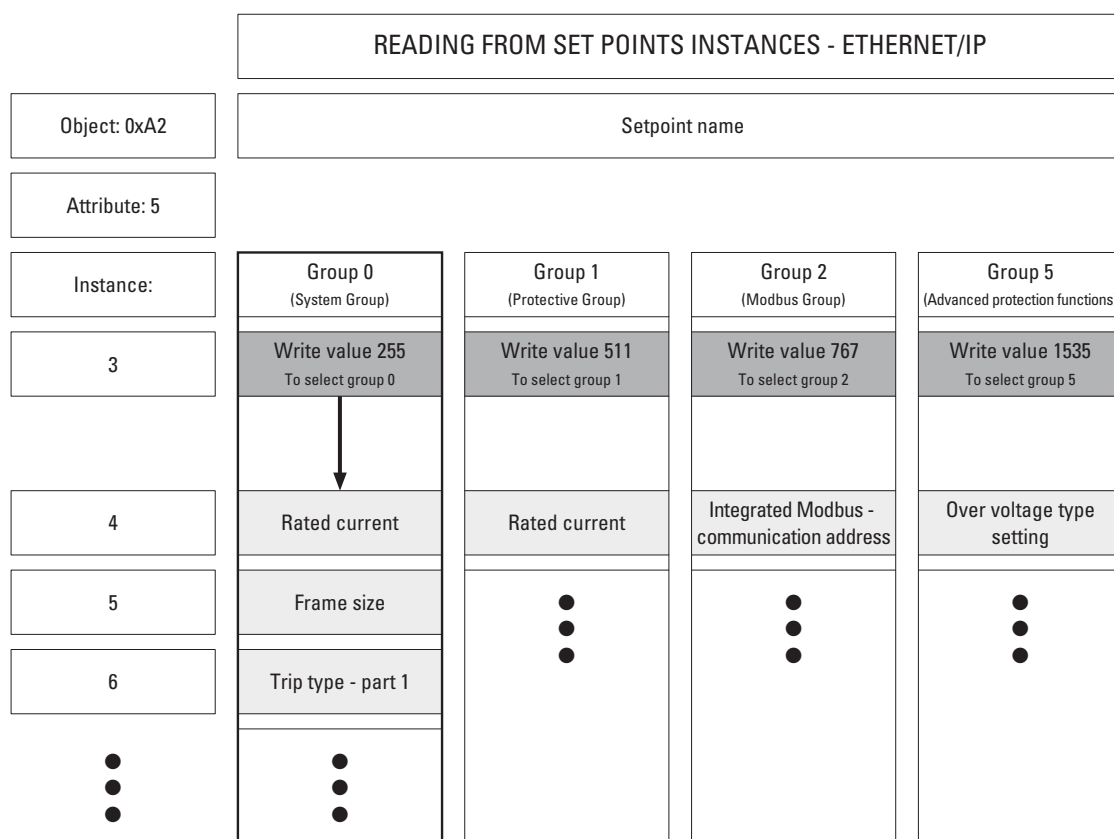 READING FROM SET POINTS INSTANCES - ETHERNET/IP
Object: 0xA2
Setpoint name
Attribute: 5
Instance:
Group 0
(System Group)
Group 1
(Protective Group)
Group 2
(Modbus Group)
Group 5
(Advanced protection functions
3
Write value 255
To select group 0
Write value 511
To select group 1
Write value 767
To select group 2
Write value 1535
To select group 5
4
Rated current
Rated current
Integrated Modbus -
communication address
Over voltage type
setting
5
Frame size
6
Trip type - part 1